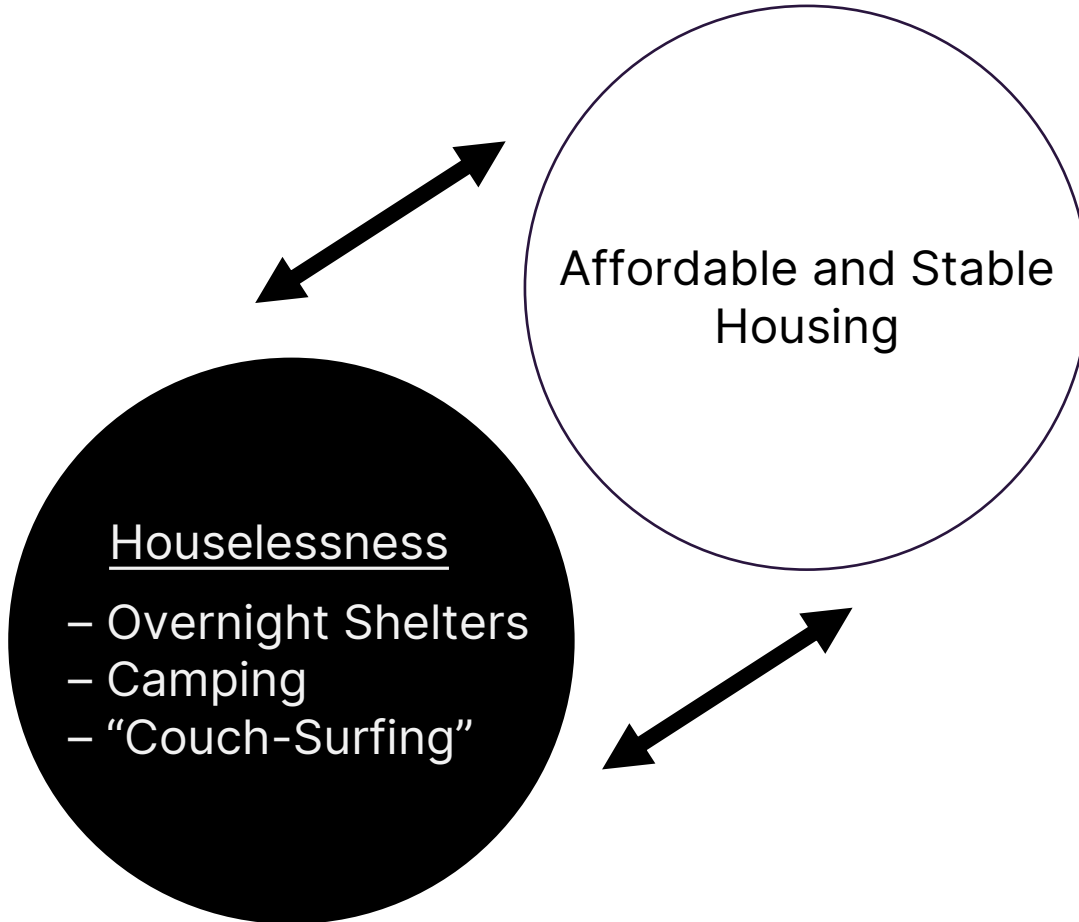 Affordable and Stable
Housing
Houselessness
– Overnight Shelters
– Camping
– “Couch-Surfing”